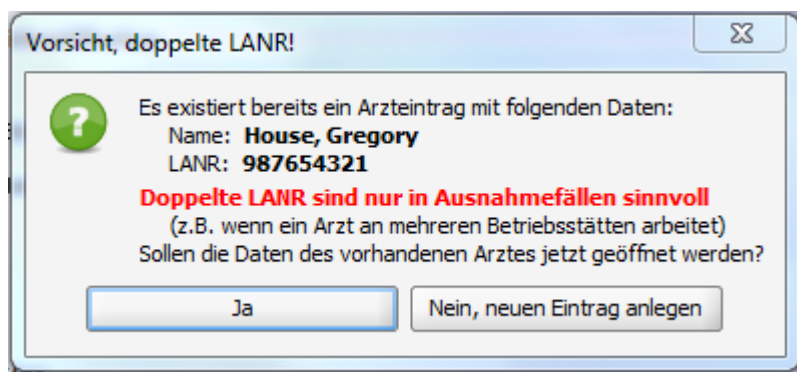 Vorsicht, doppelte LANR!
Es existiert bereits ein Arzteintrag mit folgenden Daten:
Name: House, Gregory
LANR: 987654321
Doppelte LANR sind nur in Ausnahmefällen sinnvoll
(z.B. wenn ein Arzt an mehreren Betriebsstätten arbeitet)
Sollen die Daten des vorhandenen Arztes jetzt geöffnet werden?
Ja
Nein, neuen Eintrag anlegen